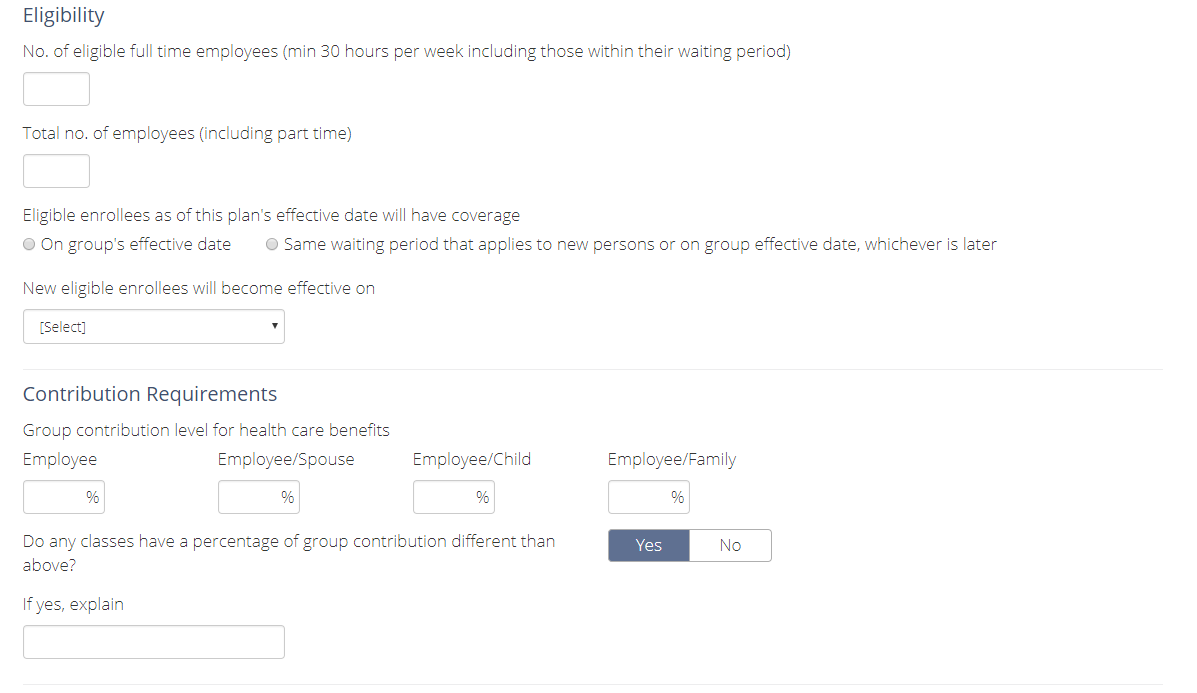 Eligibility
No. of eligible full time employees (min 30 hours per week including those within their waiting period)
Total no. of employees (including part time)
Eligible enrollees as of this plan's effective date will have coverage
On group's effective date Same waiting period that applies to new persons or on group effective date, whichever is later
New eligible enrollees will become effective on
[Select]
Contribution Requirements
Group contribution level for health care benefits
Employee Employee/Spouse Employee/Child Employee/Family
% % % %
Do any classes have a percentage of group contribution different than
above?
Yes No
If yes, explain